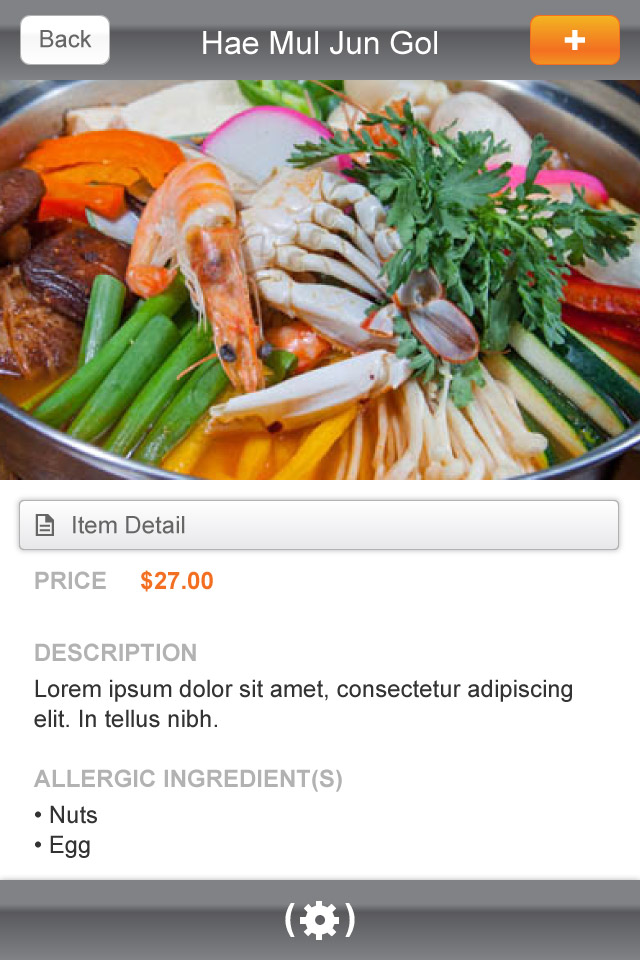 Back
Hae Mul Jun Gol
Item Detail
PRICE $27.00
DESCRIPTION
Lorem ipsum dolor sit amet, consectetur adipiscing
elit. In tellus nibh.
ALLERGIC INGREDIENT(S)
• Nuts
• Egg